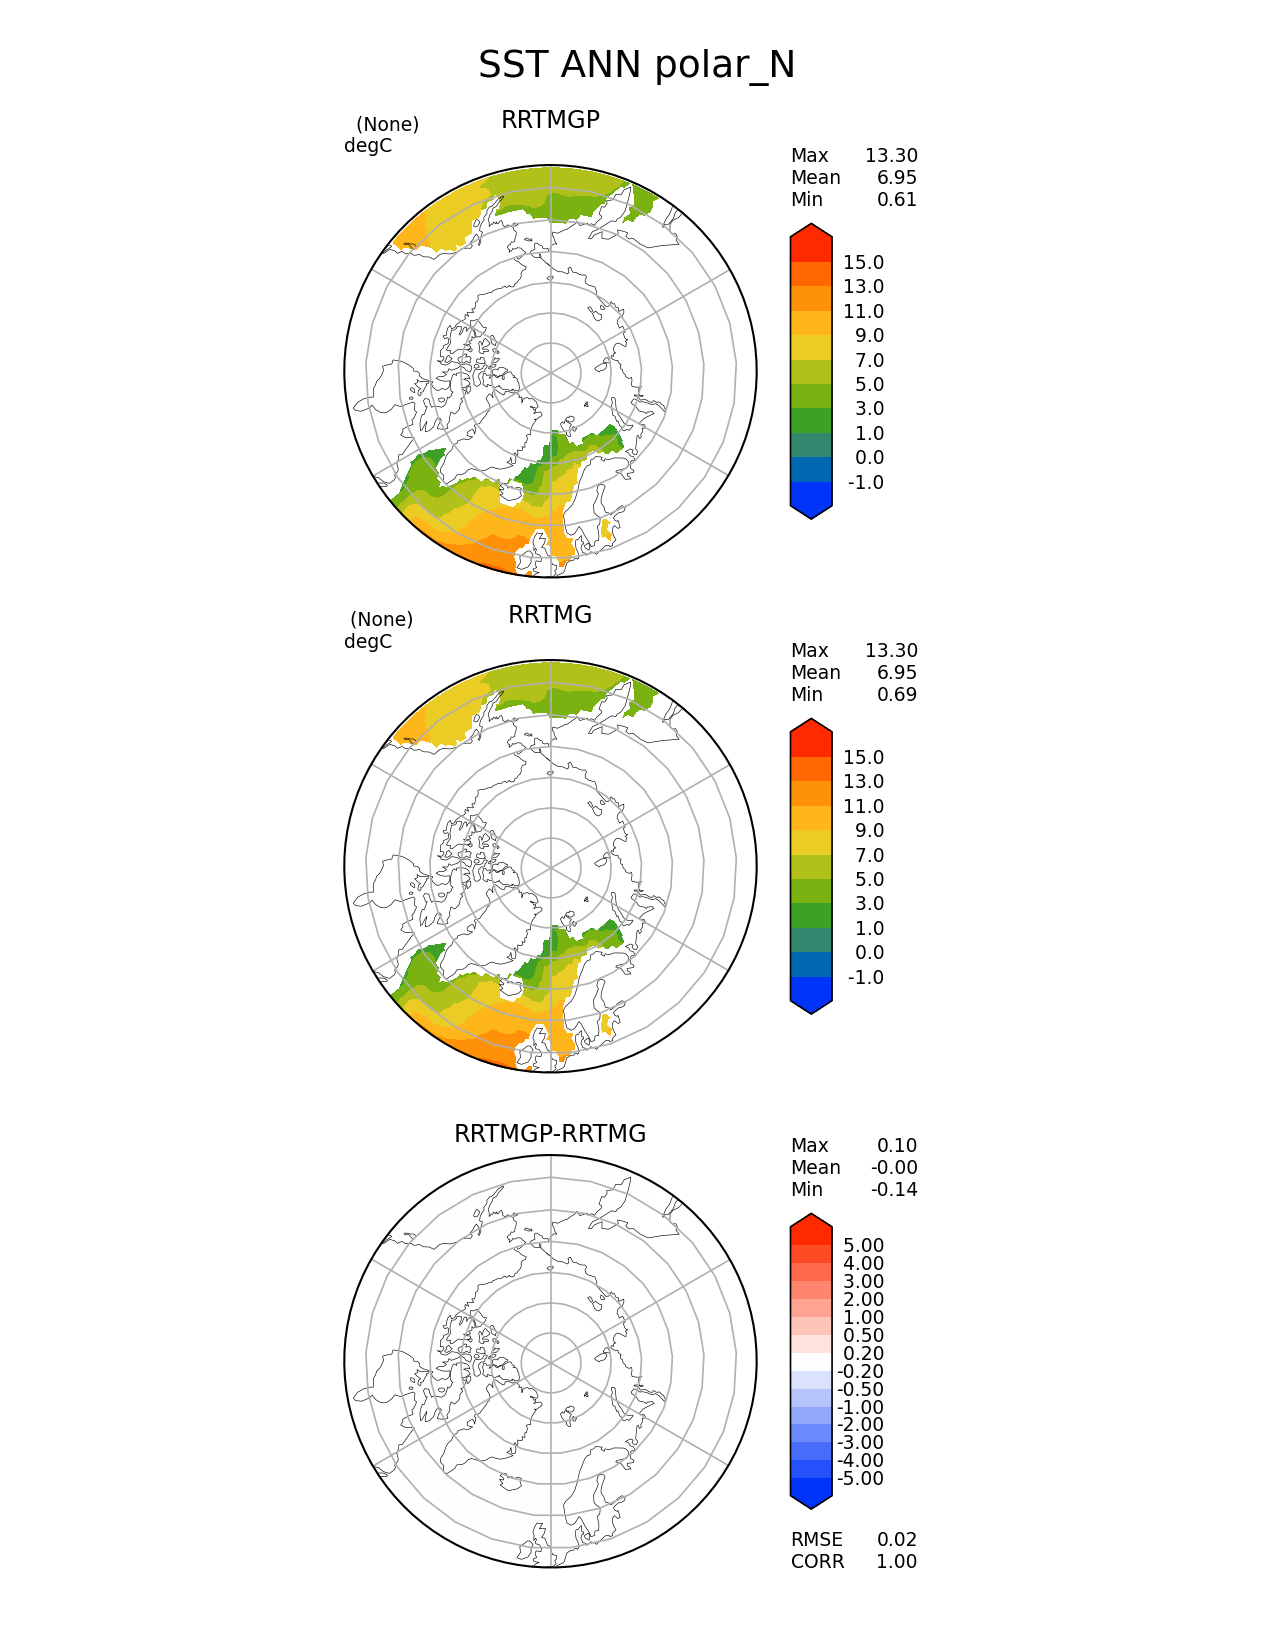 SST ANN polar_N
(None)
RRTMGP
degC
Max 13.30
Mean 6.95
Min 0.61
15.0
13.0
11.0
9.0
7.0
5.0
3.0
1.0
0.0
-1.0
(None)
RRTMG
degC
Max 13.30
Mean 6.95
Min 0.69
15.0
13.0
11.0
9.0
7.0
5.0
3.0
1.0
0.0
-1.0
RRTMGP-RRTMG
Max 0.10
Mean -0.00
Min -0.14
5.00
4.00
3.00
2.00
1.00
0.50
0.20
-0.20
-0.50
-1.00
-2.00
-3.00
-4.00
-5.00
RMSE 0.02
CORR 1.00